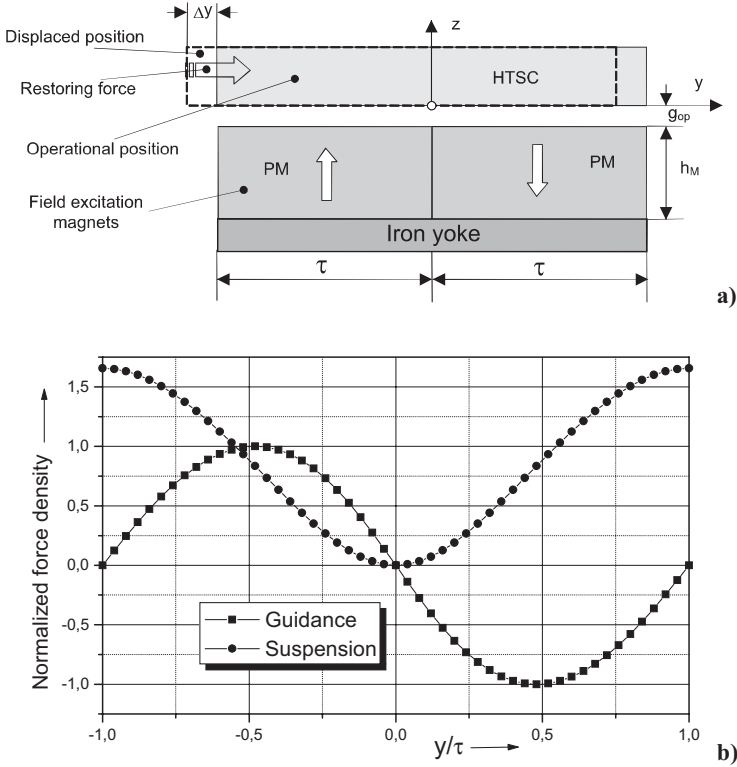 Δy
Displaced position
z
Restoring force
HTSC
y
g_op
Operational position
PM
PM
h_M
Field excitation
magnets
Iron yoke
τ
τ
a)
Normalized force density
1,5
1,0
0,5
0,0
-0,5
-1,0
Guidance
Suspension
-1,0
-0,5
0,0
0,5
1,0
y/τ
b)